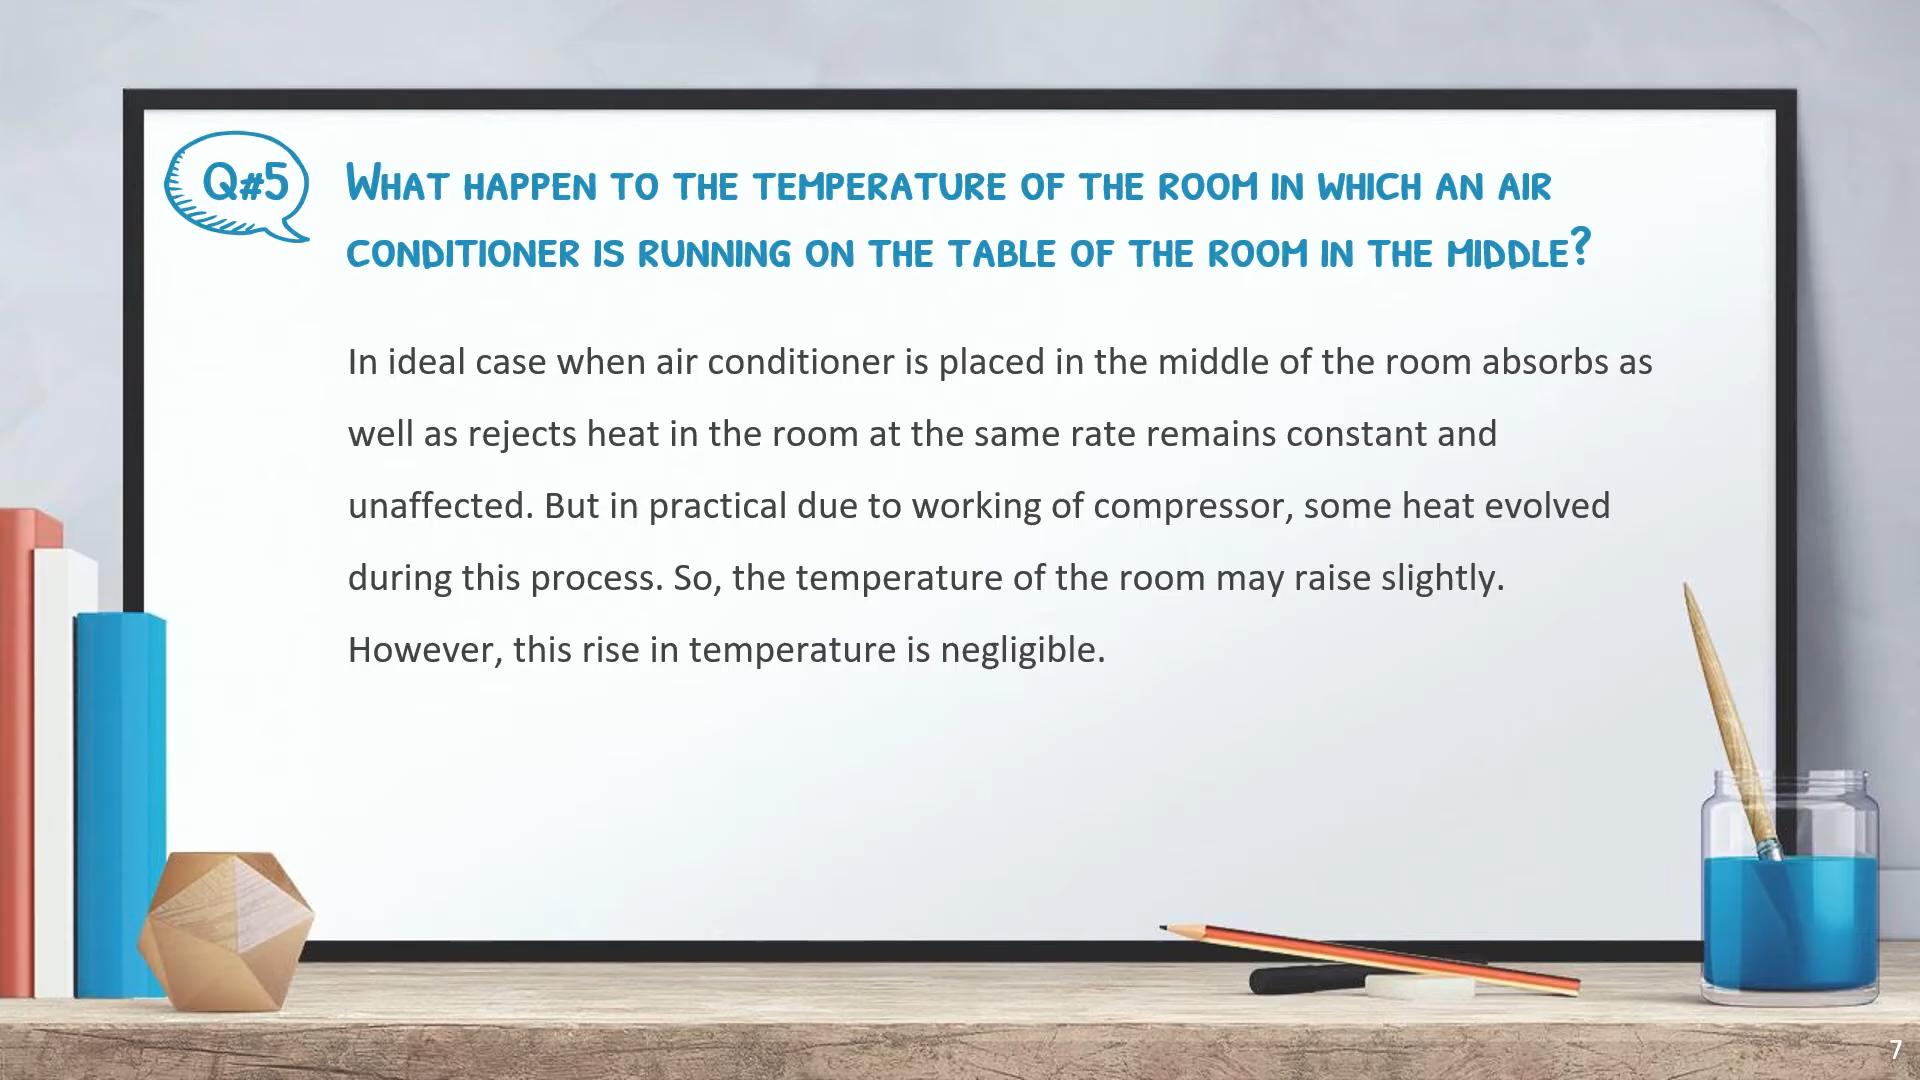 Q#5
What happen to the temperature of the room in which an air
conditioner is running on the table of the room in the middle?
In ideal case when air conditioner is placed in the middle of the room absorbs as
well as rejects heat in the room at the same rate remains constant and
unaffected. But in practical due to working of compressor, some heat evolved
during this process. So, the temperature of the room may raise slightly.
However, this rise in temperature is negligible.
7